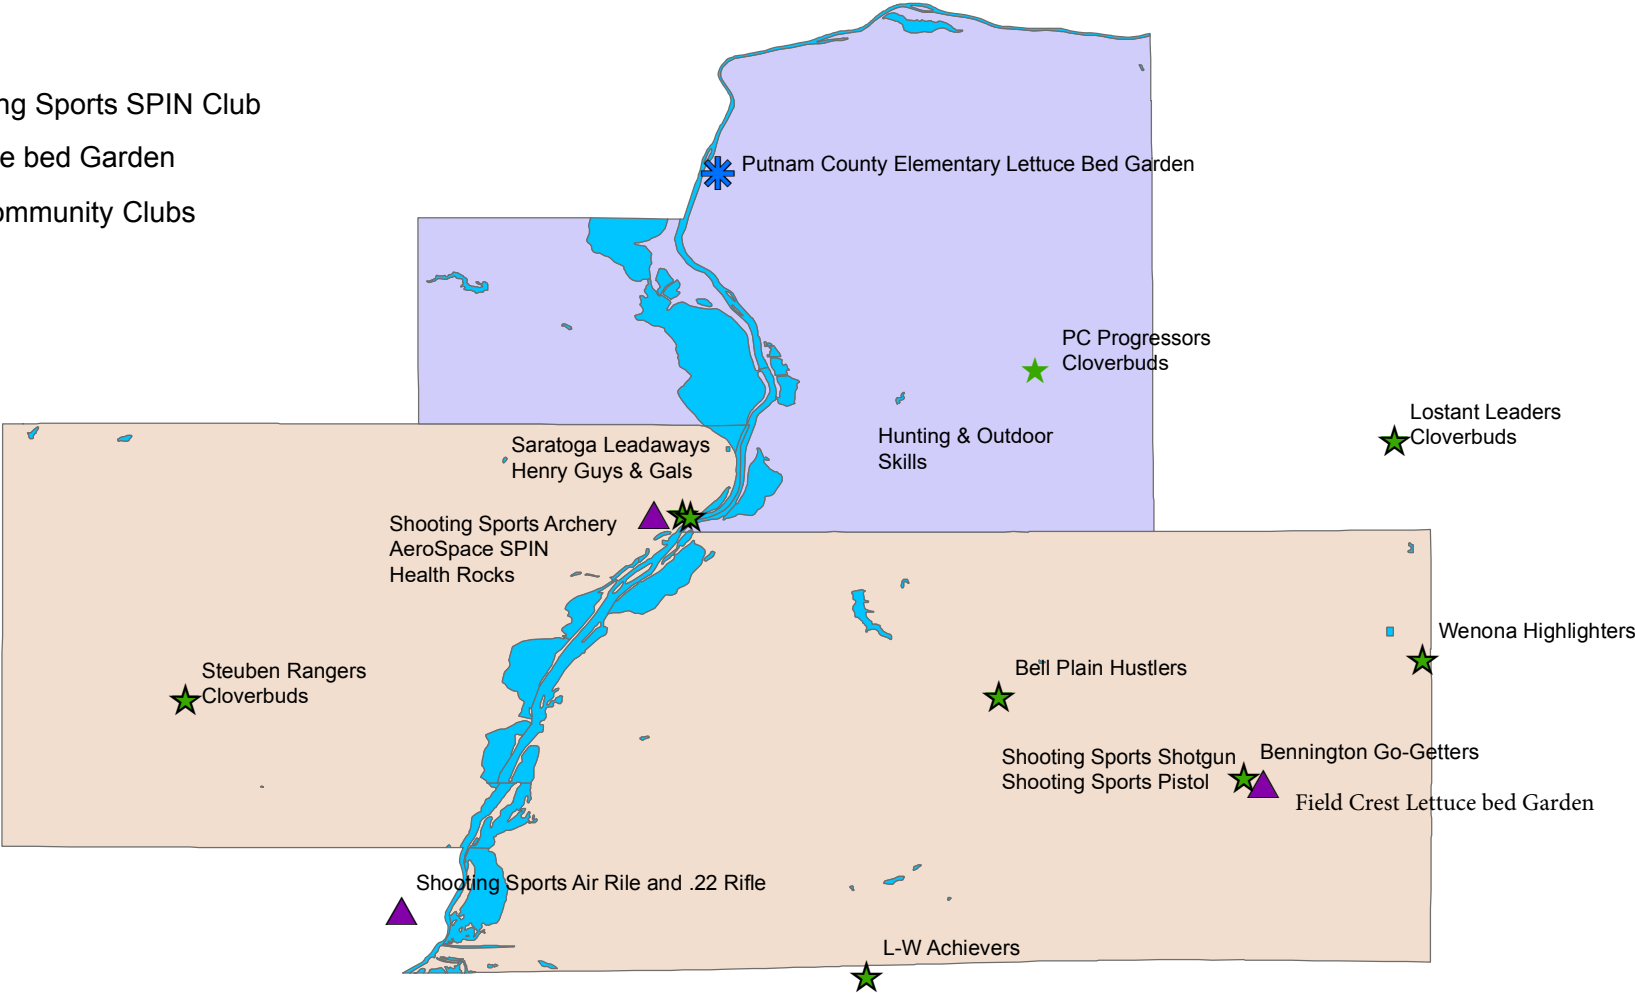 ng Sports SPIN Club
e bed Garden
ommunity Clubs
Putnam County Elementary Lettuce Bed Garden
PC Progressors
Cloverbuds
Lostant Leaders
Cloverbuds
Hunting & Outdoor
Skills
Saratoga Leadaways
Henry Guys & Gals
Shooting Sports Archery
AeroSpace SPIN
Health Rocks
Wenona Highlighters
Steuben Rangers
Cloverbuds
Bell Plain Hustlers
Bennington Go-Getters
Shooting Sports Shotgun
Shooting Sports Pistol
Field Crest Lettuce bed Garden
Shooting Sports Air Rile and .22 Rifle
L-W Achievers